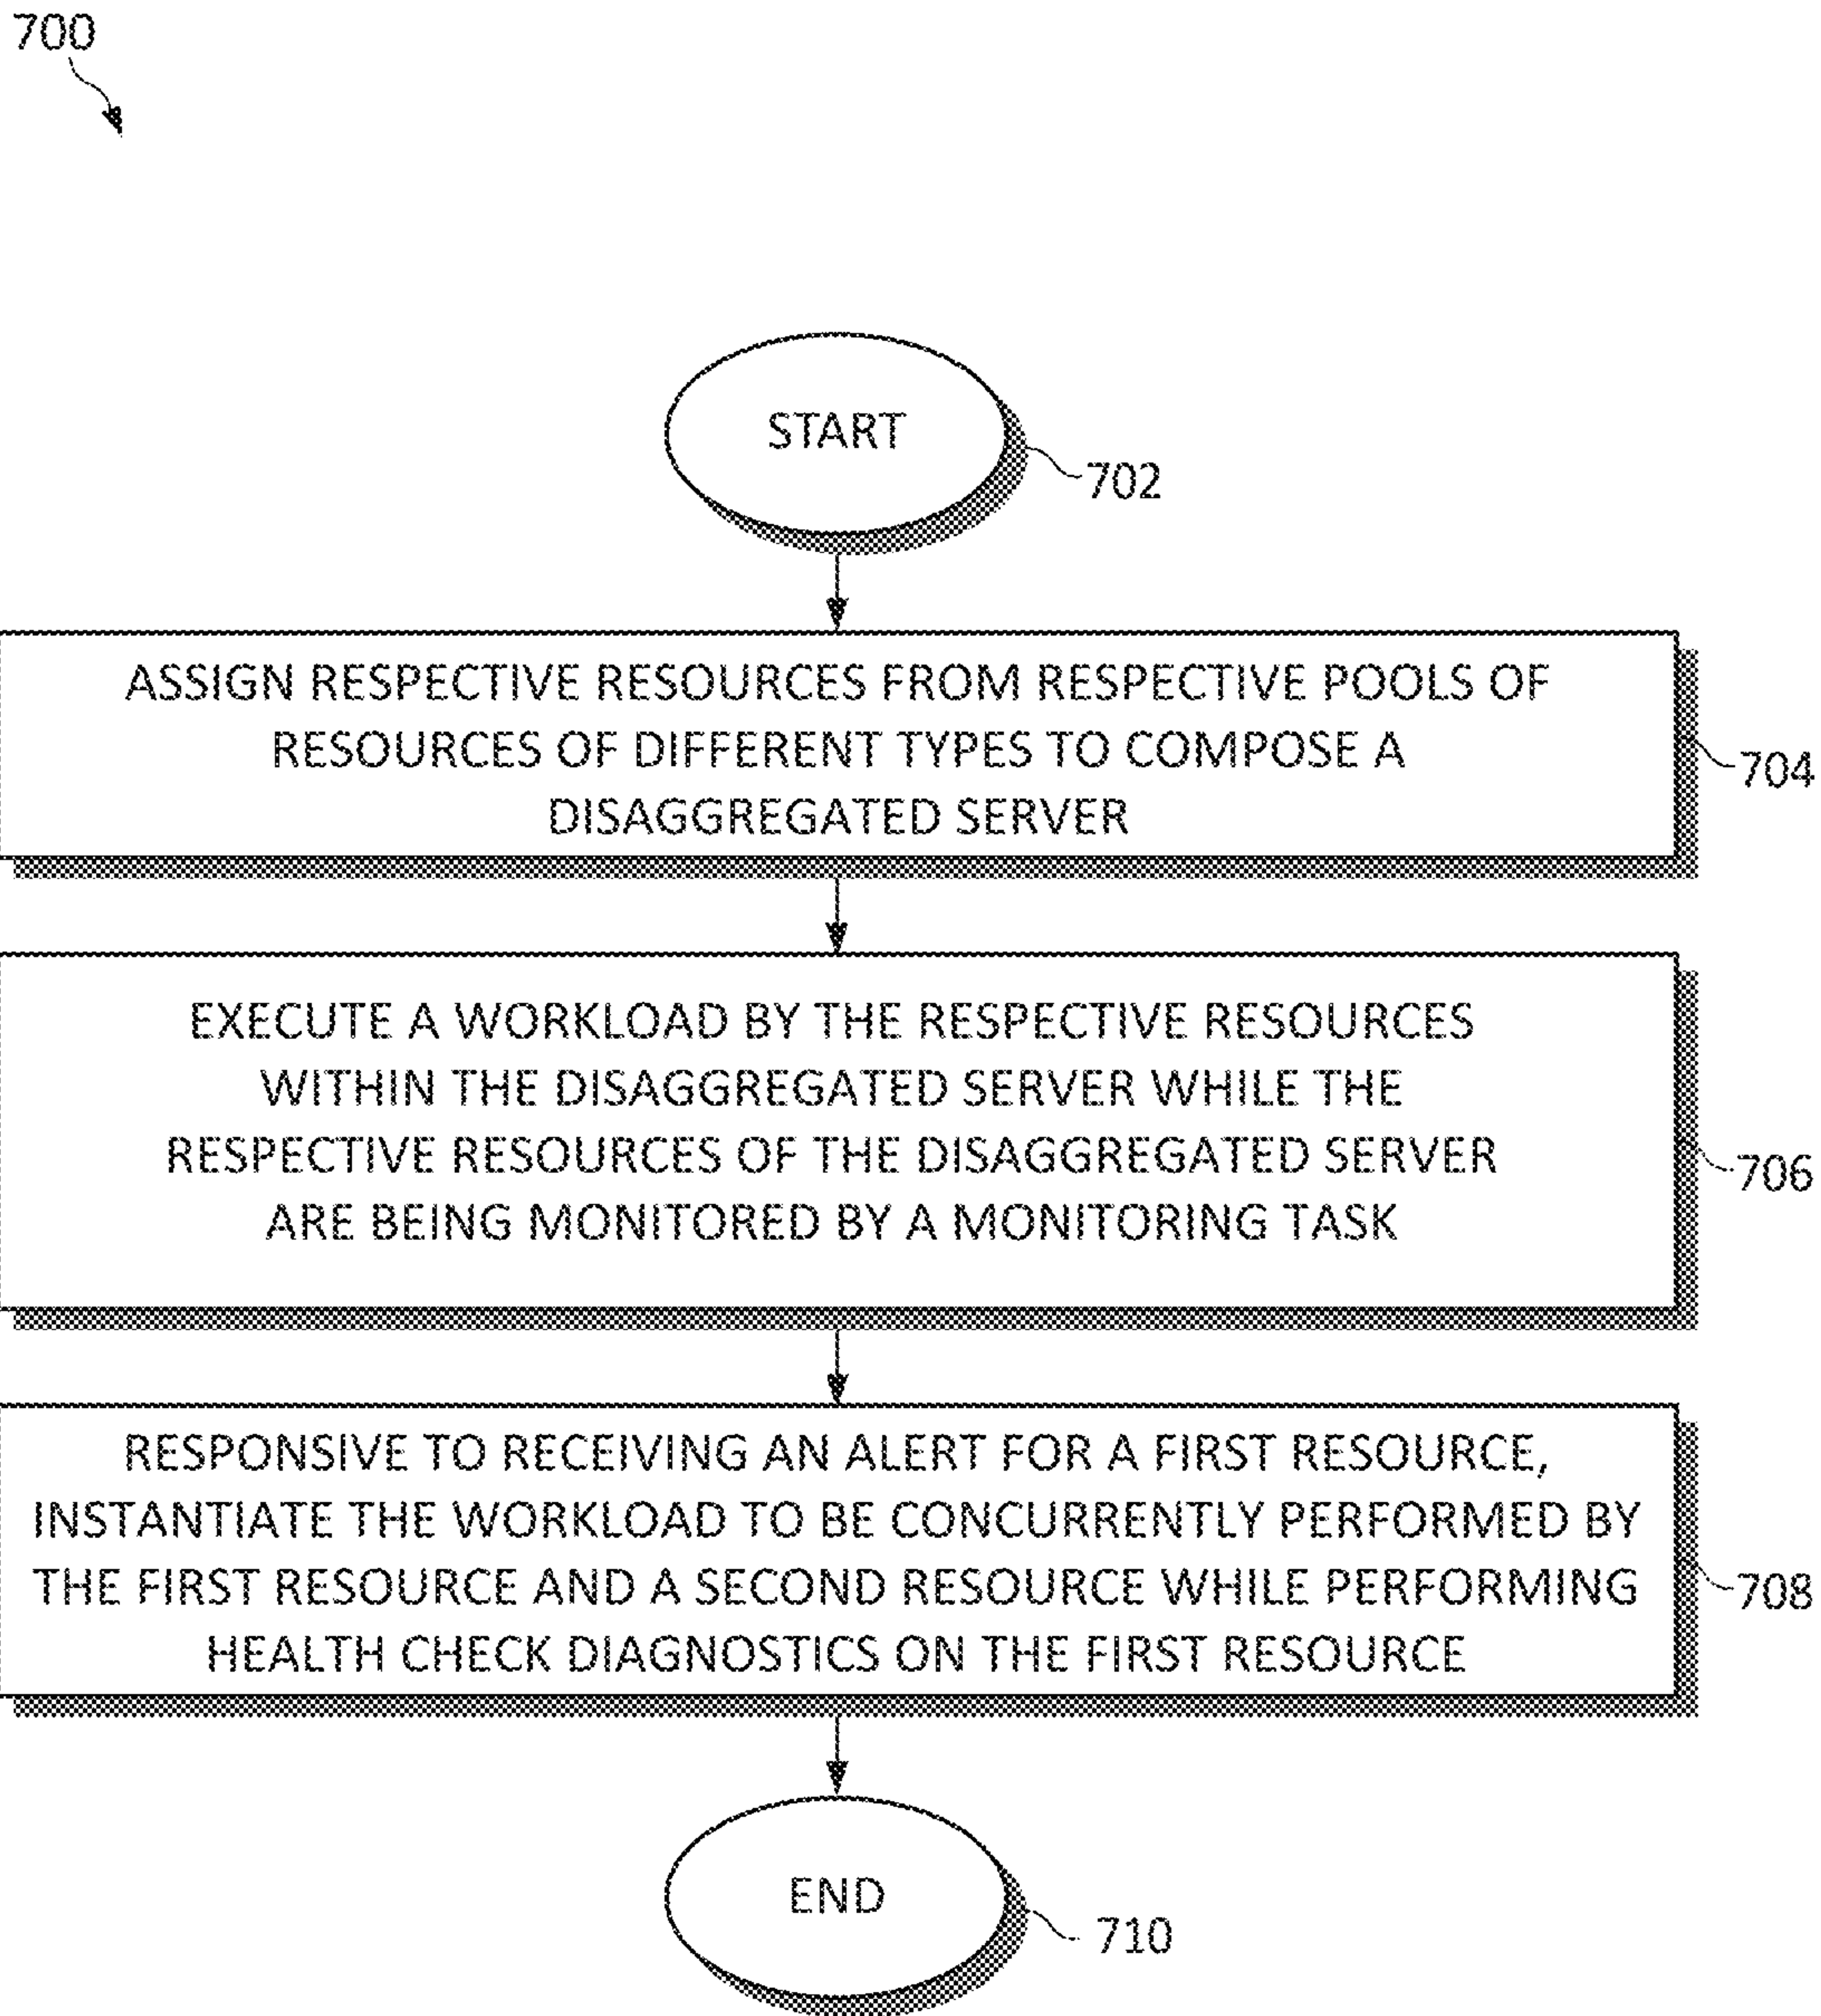 700
START
702
ASSIGN RESPECTIVE RESOURCES FROM RESPECTIVE POOLS OF
RESOURCES OF DIFFERENT TYPES TO COMPOSE A
DISAGGREGATED SERVER
704
EXECUTE A WORKLOAD BY THE RESPECTIVE RESOURCES
WITHIN THE DISAGGREGATED SERVER WHILE THE
RESPECTIVE RESOURCES OF THE DISAGGREGATED SERVER
ARE BEING MONITORED BY A MONITORING TASK
706
RESPONSIVE TO RECEIVING AN ALERT FOR A FIRST RESOURCE,
INSTANTIATE THE WORKLOAD TO BE CONCURRENTLY PERFORMED BY
THE FIRST RESOURCE AND A SECOND RESOURCE WHILE PERFORMING
HEALTH CHECK DIAGNOSTICS ON THE FIRST RESOURCE
708
END
710